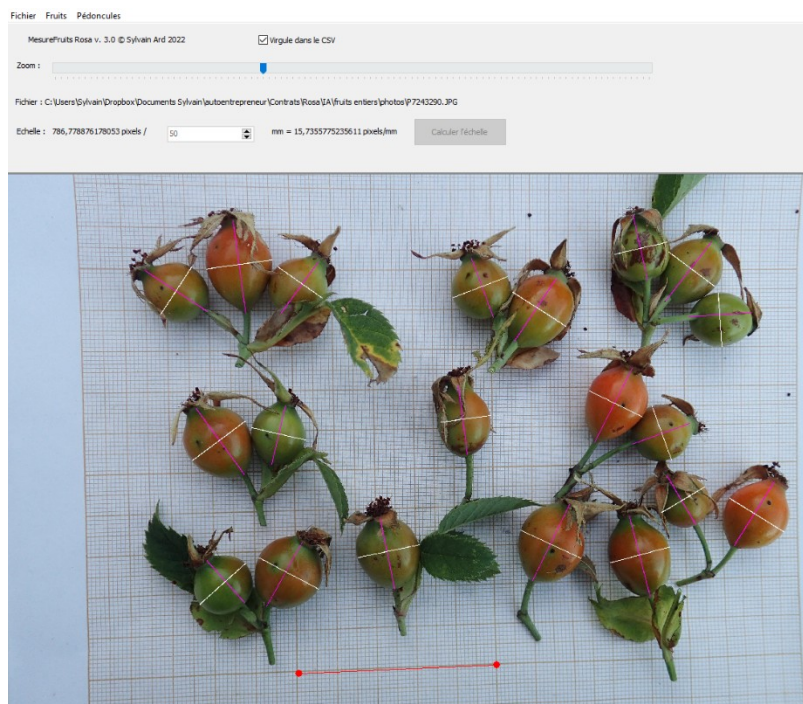 Fichier Fruits Pédoncules
MesureFruits Rosa v. 3.0 © Sylvain Ard 2022 Virgule dans le CSV
Zoom :
Fichier : C:\Users\Sylvain\Dropbox\Documents Sylvain\autoentrepreneur\Contrats\Rosa\IA\fruits entiers\photos\P7243290.JPG
Echelle : 786,778876178053 pixels / 50 mm = 15,7355775235611 pixels/mm Calculer l'échelle